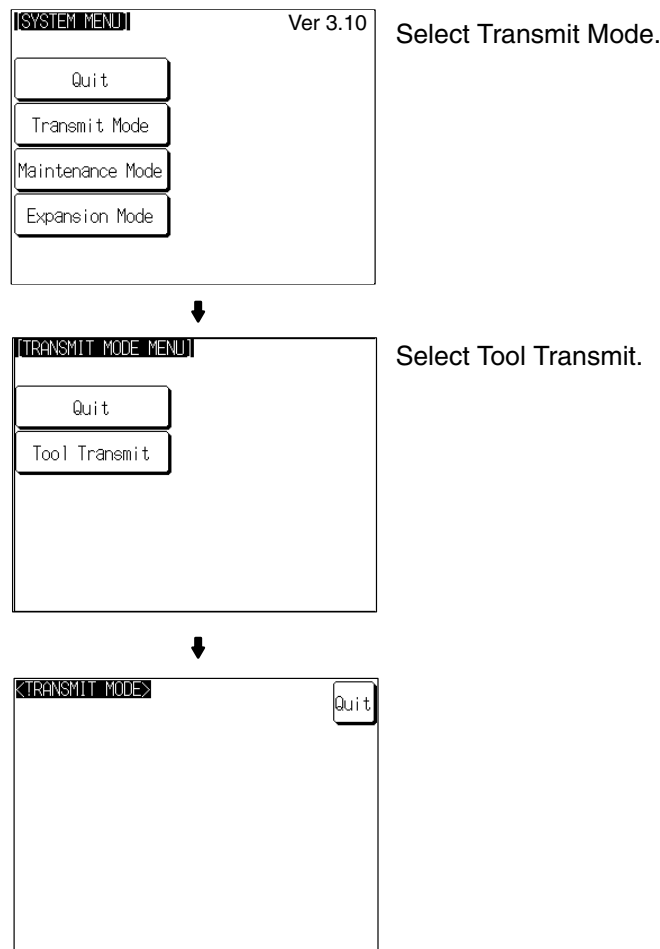 [SYSTEM MENU] Ver 3.10
Select Transmit Mode.
Quit
Transmit Mode
Maintenance Mode
Expansion Mode
[TRANSMIT MODE MENU]
Select Tool Transmit.
Quit
Tool Transmit
<TRANSMIT MODE>
Quit